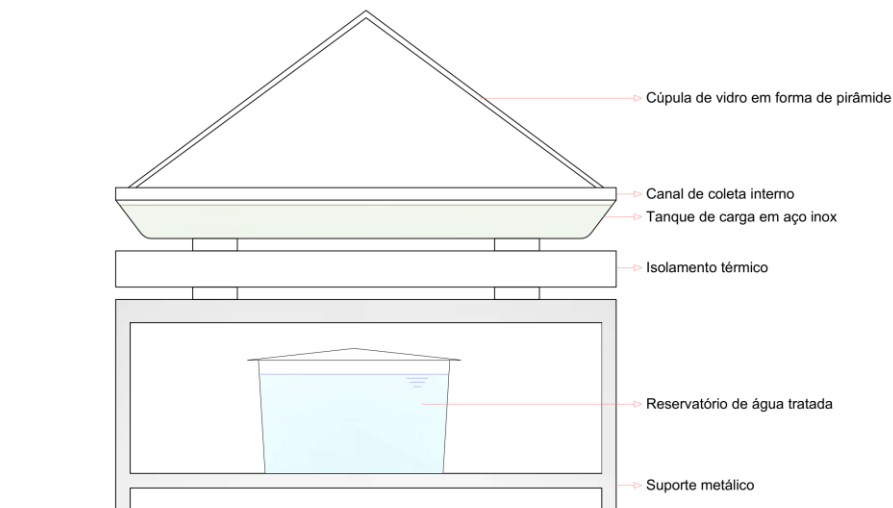 Cúpula de vidro em forma de pirâmide
Canal de coleta interno
Tanque de carga em aço inox
Isolamento térmico
Reservatório de água tratada
Suporte metálico